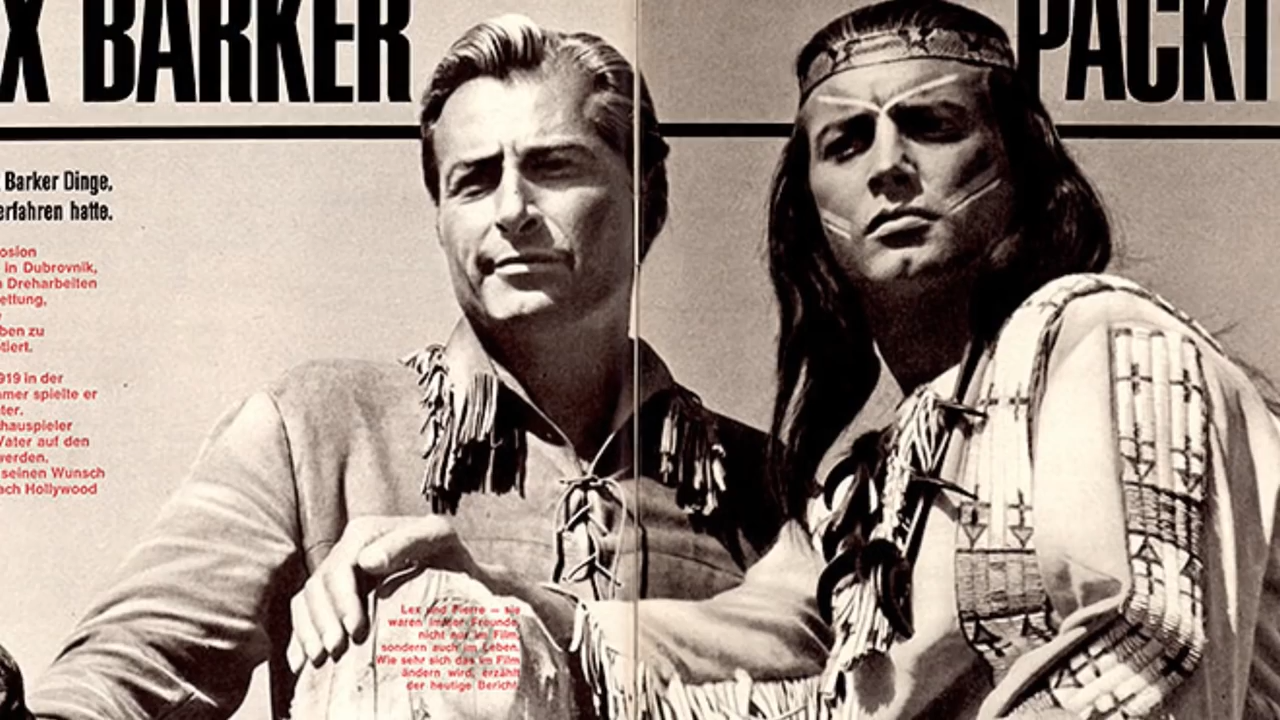 X BARKER PACKT
Barker Dinge,
erfahren hatte.
osion
in Dubrovnik,
Dreharbeiten
ettung,
ben zu
tiert.
919 in der
mmer spielte er
ter.
hauspieler
Vater auf den
werden.
seinen Wunsch
ach Hollywood
Lex und Pierre — sie
waren immer Freunde,
nicht nur im Film,
sondern auch im Leben.
Wie sehr sich das im Film
ändern wird, erzählt
der heutige Bericht.